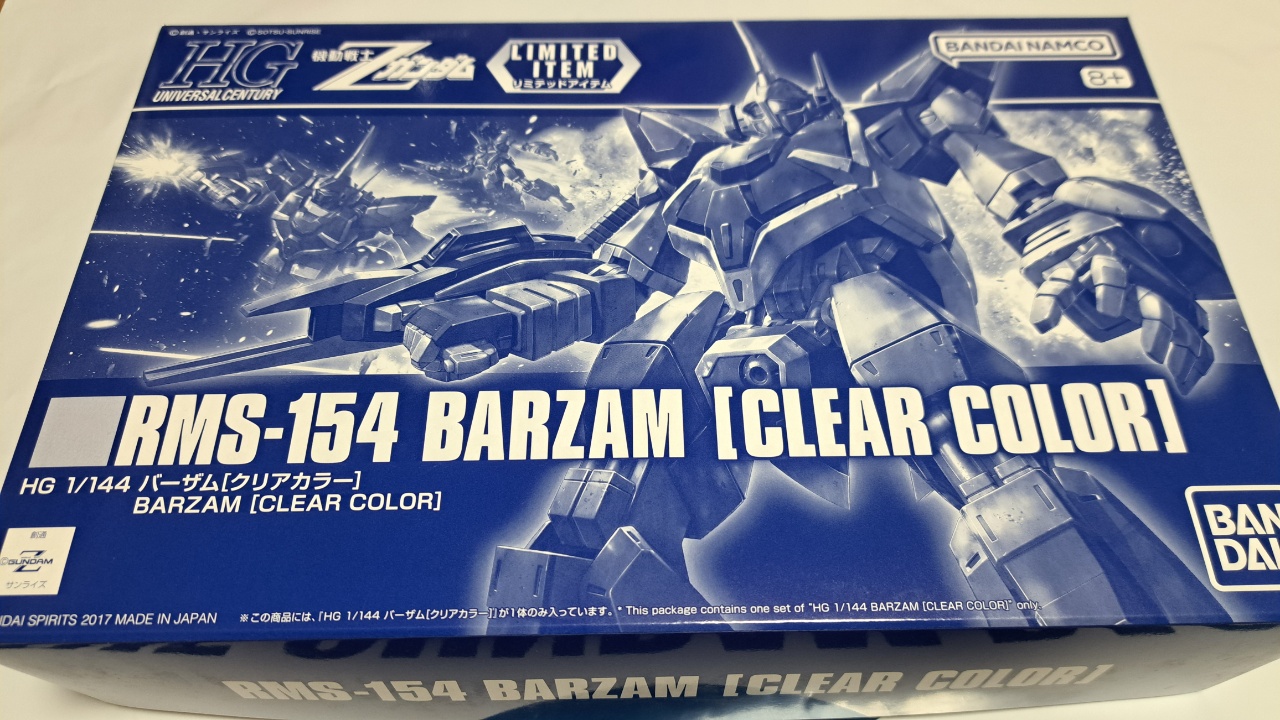 ©創通・サンライズ ©SOTSU・SUNRISE
HG
UNIVERSAL CENTURY
機動戦士
Zガンダム
LIMITED
ITEM
リミテッドアイテム
BANDAI NAMCO
8+
RMS-154 BARZAM [CLEAR COLOR]
HG 1/144 バーザム[クリアカラー]
BARZAM [CLEAR COLOR]
BAN
DAI
創通
©GUNDAM
サンライズ
NDAI SPIRITS 2017 MADE IN JAPAN
※この商品には、「HG 1/144 バーザム[クリアカラー]」が1体のみ入っています。* This package contains one set of "HG 1/144 BARZAM [CLEAR COLOR]" only.
RMS-154 BARZAM [CLEAR COLOR]